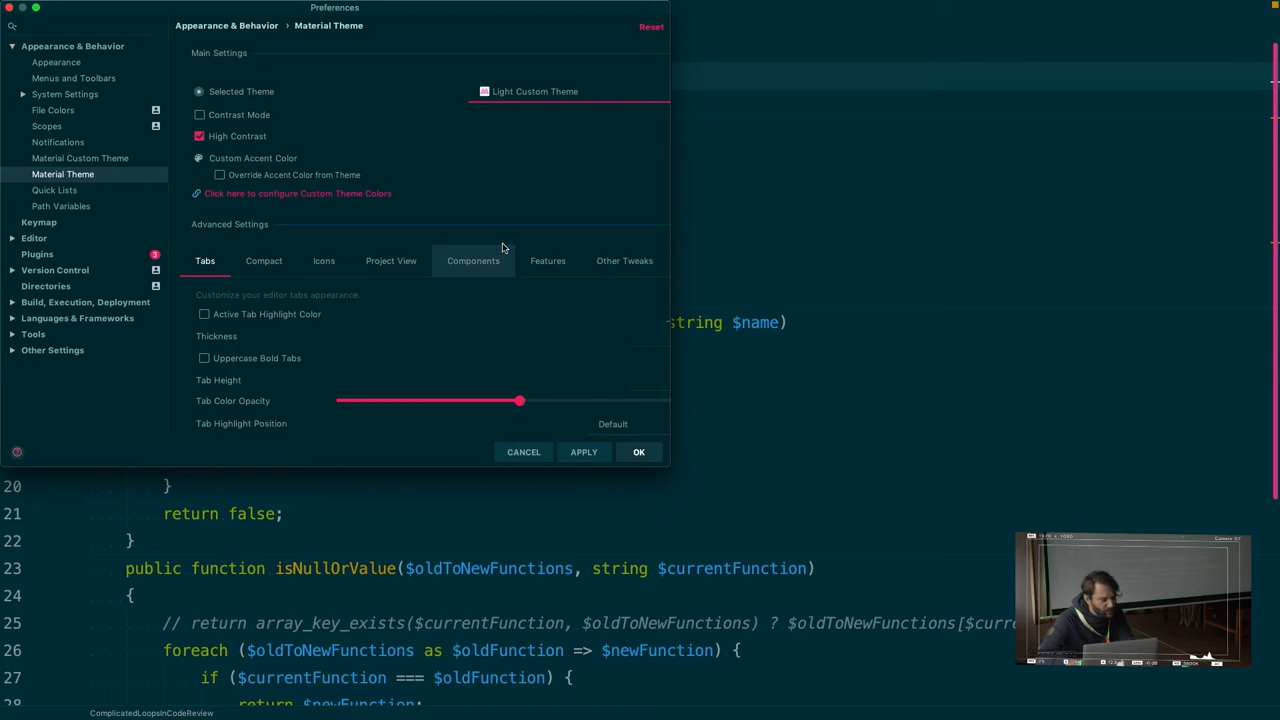 Preferences
Appearance & Behavior › Material Theme
Reset
Appearance & Behavior
Appearance
Menus and Toolbars
System Settings
File Colors
Scopes
Notifications
Material Custom Theme
Material Theme
Quick Lists
Path Variables
Keymap
Editor
Plugins 3
Version Control
Directories
Build, Execution, Deployment
Languages & Frameworks
Tools
Other Settings
?
Main Settings
Selected Theme
Light Custom Theme
Contrast Mode
High Contrast
Custom Accent Color
Override Accent Color from Theme
Click here to configure Custom Theme Colors
Advanced Settings
Tabs Compact Icons Project View Components Features Other Tweaks
Customize your editor tabs appearance.
Active Tab Highlight Color
Thickness
Uppercase Bold Tabs
Tab Height
Tab Color Opacity
Tab Highlight Position Default
CANCEL APPLY OK
string $name)
20 }
21 return false;
22 }
23 public function isNullOrValue($oldToNewFunctions, string $currentFunction)
24 {
25 // return array_key_exists($currentFunction, $oldToNewFunctions) ? $oldToNewFunctions[$curre
26 foreach ($oldToNewFunctions as $oldFunction => $newFunction) {
27 if ($currentFunction === $oldFunction) {
28 return $newFunction;
ComplicatedLoopsInCodeReview
Camera 07